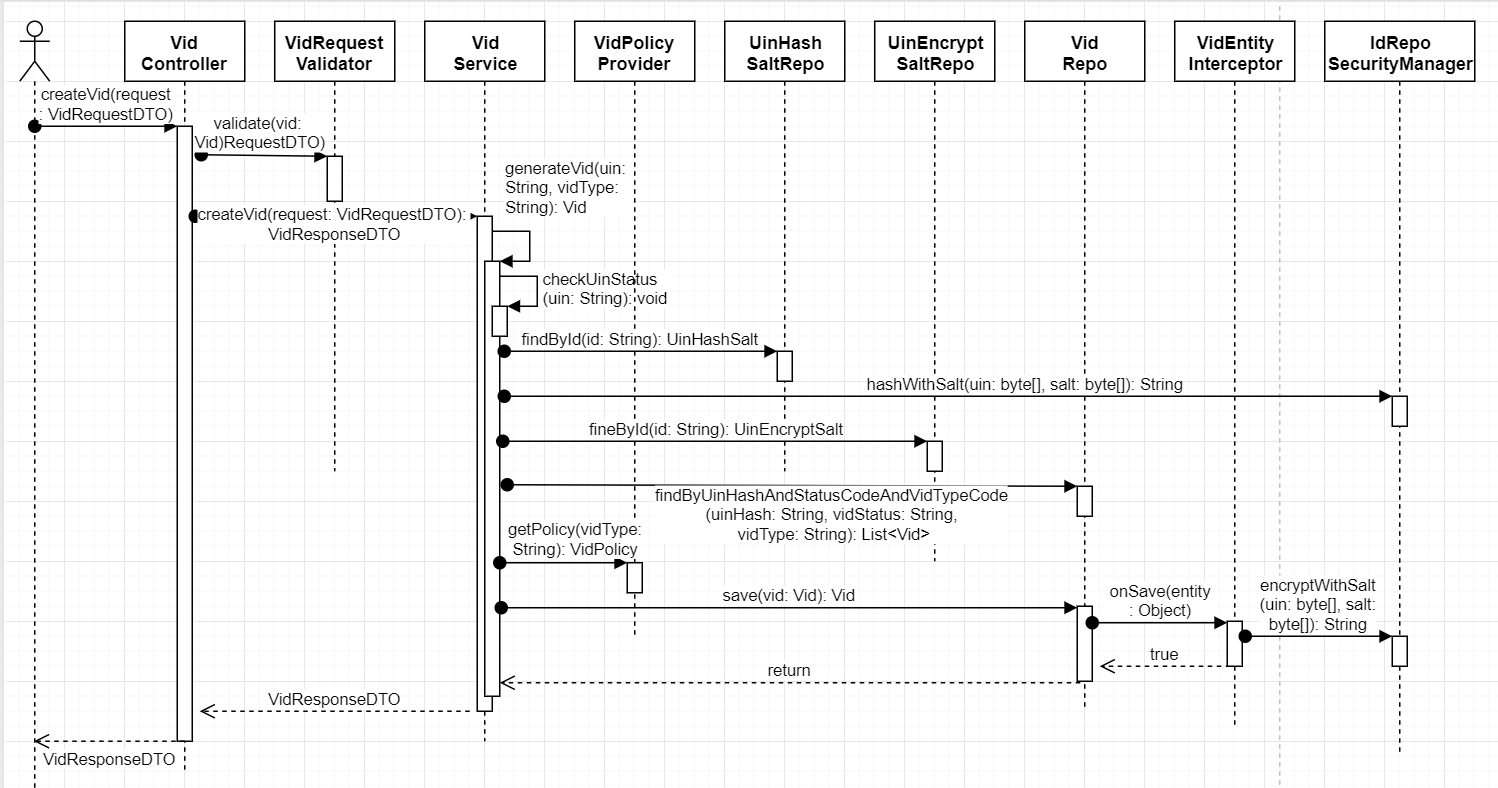 Vid
Controller
VidRequest
Validator
Vid
Service
VidPolicy
Provider
UinHash
SaltRepo
UinEncrypt
SaltRepo
Vid
Repo
VidEntity
Interceptor
IdRepo
SecurityManager
createVid(request
: VidRequestDTO)
validate(vid:
Vid)RequestDTO)
generateVid(uin:
String, vidType:
String): Vid
createVid(request: VidRequestDTO):
VidResponseDTO
checkUinStatus
(uin: String): void
findById(id: String): UinHashSalt
hashWithSalt(uin: byte[], salt: byte[]): String
fineById(id: String): UinEncryptSalt
findByUinHashAndStatusCodeAndVidTypeCode
(uinHash: String, vidStatus: String,
vidType: String): List<Vid>
getPolicy(vidType:
String): VidPolicy
save(vid: Vid): Vid
onSave(entity
: Object)
encryptWithSalt
(uin: byte[], salt:
byte[]): String
true
return
VidResponseDTO
VidResponseDTO